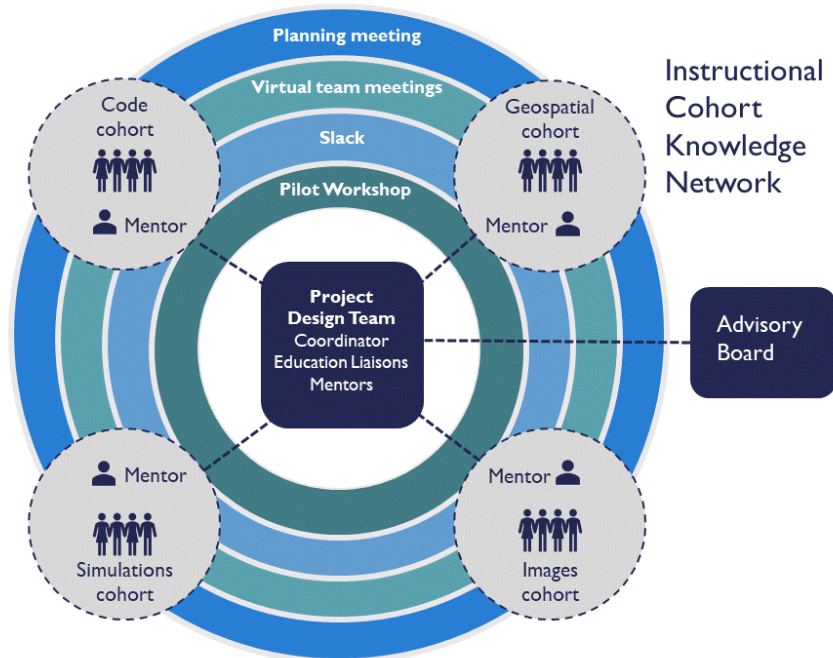 Planning meeting
Virtual team meetings
Slack
Pilot Workshop
Code
cohort
Mentor
Geospatial
cohort
Mentor
Instructional
Cohort
Knowledge
Network
Project
Design Team
Coordinator
Education Liaisons
Mentors
Advisory
Board
Mentor
Simulations
cohort
Mentor
Images
cohort